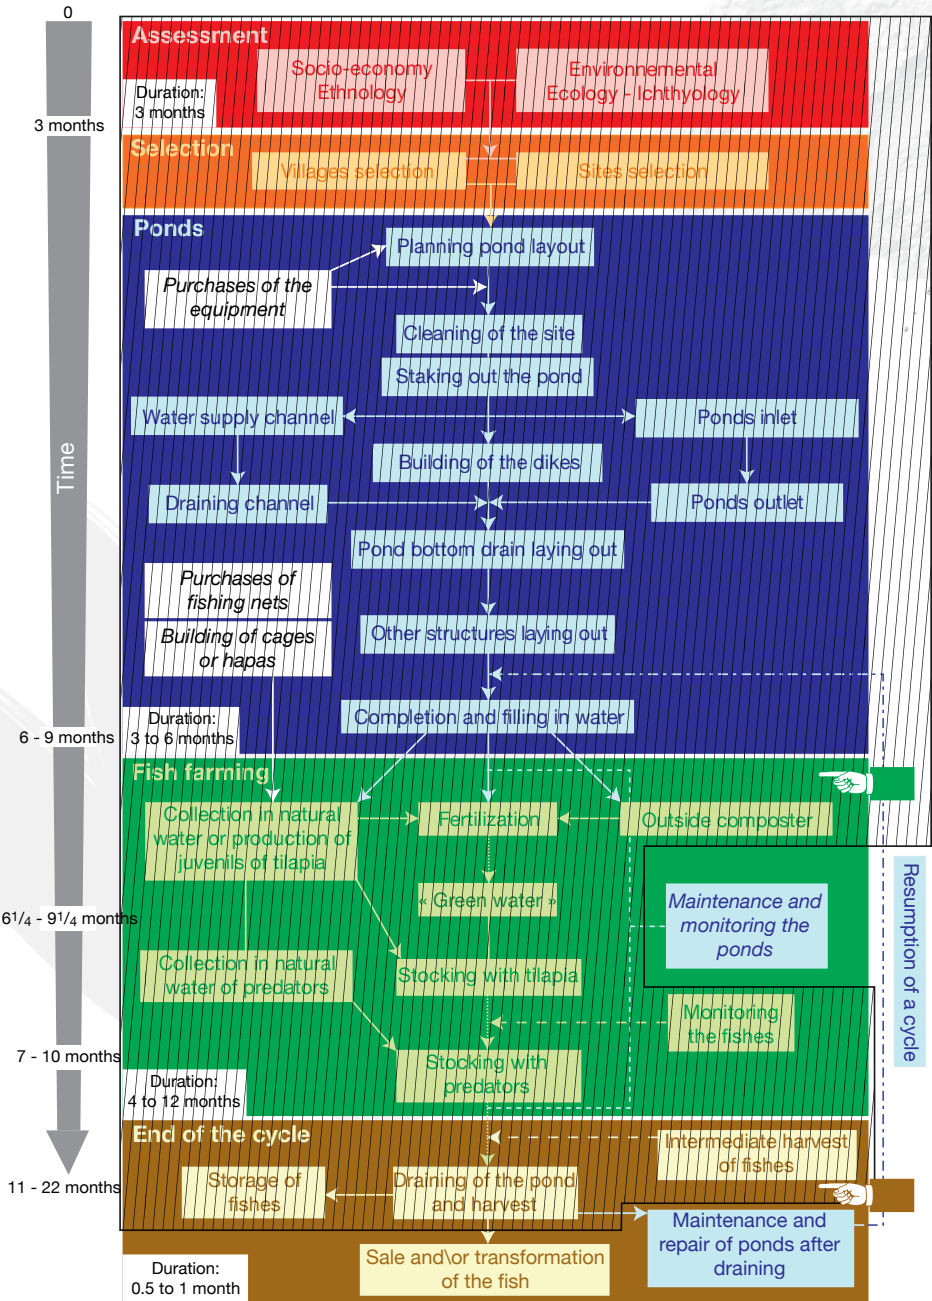 0
Assessment
Socio-economy
Ethnology
Environnemental
Ecology - Ichthyology
Duration:
3 months
3 months
Selection
Villages selection
Sites selection
Ponds
Planning pond layout
Purchases of the
equipment
Cleaning of the site
Staking out the pond
Water supply channel
Ponds inlet
Time
Building of the dikes
Draining channel
Ponds outlet
Pond bottom drain laying out
Purchases of
fishing nets
Building of cages
or hapas
Other structures laying out
Duration:
3 to 6 months
Completion and filling in water
6 - 9 months
Fish farming
Collection in natural
water or production of
juvenils of tilapia
Fertilization
Outside composter
« Green water »
6 1/4 - 9 1/4 months
Maintenance and
monitoring the
ponds
Resumption of a cycle
Collection in natural
water of predators
Stocking with tilapia
Monitoring
the fishes
7 - 10 months
Stocking with
predators
Duration:
4 to 12 months
End of the cycle
Intermediate harvest
of fishes
11 - 22 months
Storage of
fishes
Draining of the pond
and harvest
Maintenance and
repair of ponds after
draining
Sale and\or transformation
of the fish
Duration:
0.5 to 1 month